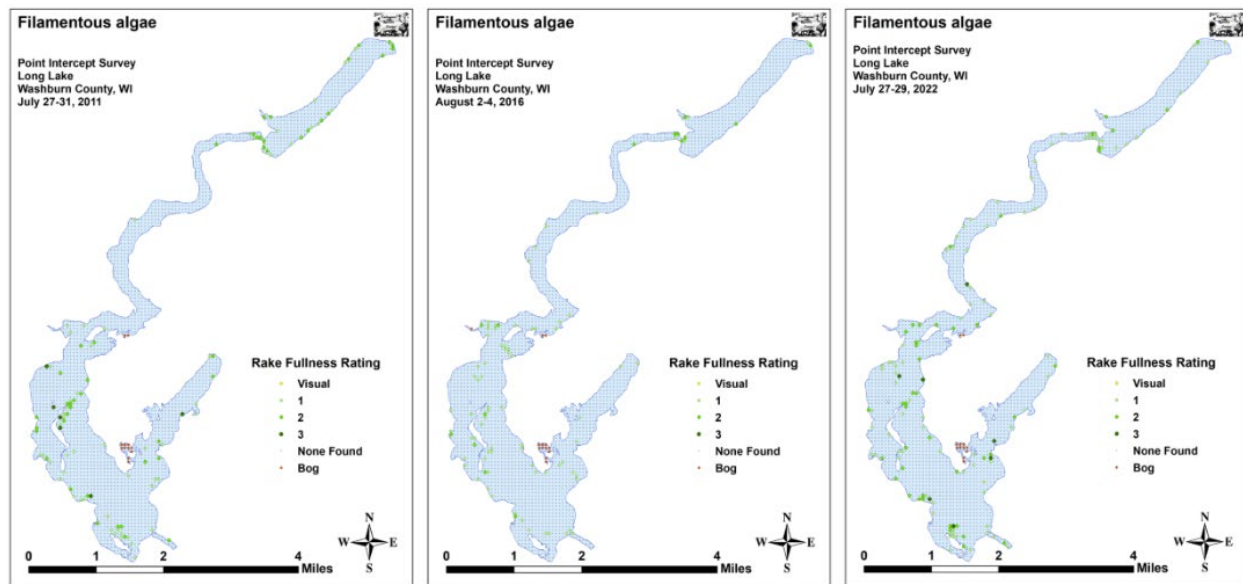 Filamentous algae
Point Intercept Survey
Long Lake
Washburn County, WI
July 27-31, 2011
Rake Fullness Rating
Visual
1
2
3
None Found
Bog
N
W E
S
0 1 2 4
Miles
Filamentous algae
Point Intercept Survey
Long Lake
Washburn County, WI
August 2-4, 2016
Rake Fullness Rating
Visual
1
2
3
None Found
Bog
N
W E
S
0 1 2 4
Miles
Filamentous algae
Point Intercept Survey
Long Lake
Washburn County, WI
July 27-29, 2022
Rake Fullness Rating
Visual
1
2
3
None Found
Bog
N
W E
S
0 1 2 4
Miles